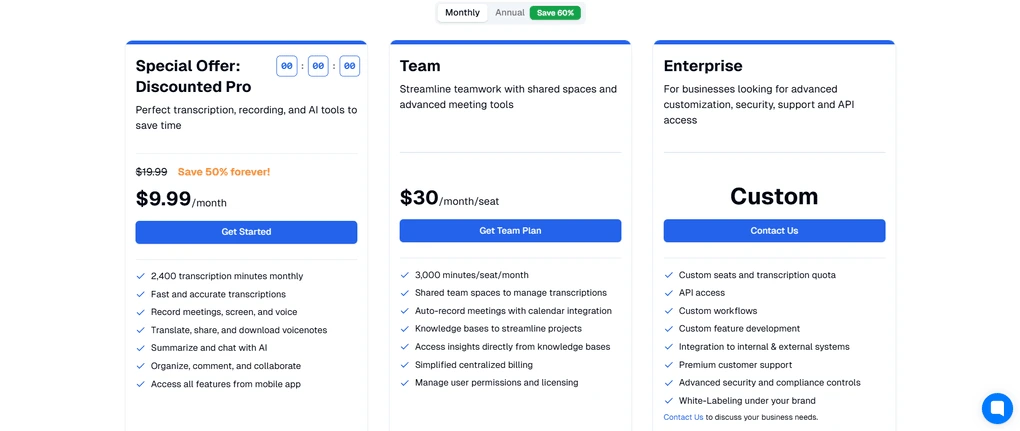 Monthly Annual Save 60%
Special Offer: 00 : 00 : 00
Discounted Pro
Perfect transcription, recording, and AI tools to
save time
$19.99 Save 50% forever!
$9.99/month
Get Started
2,400 transcription minutes monthly
Fast and accurate transcriptions
Record meetings, screen, and voice
Translate, share, and download voicenotes
Summarize and chat with AI
Organize, comment, and collaborate
Access all features from mobile app
Team
Streamline teamwork with shared spaces and
advanced meeting tools
$30/month/seat
Get Team Plan
3,000 minutes/seat/month
Shared team spaces to manage transcriptions
Auto-record meetings with calendar integration
Knowledge bases to streamline projects
Access insights directly from knowledge bases
Simplified centralized billing
Manage user permissions and licensing
Enterprise
For businesses looking for advanced
customization, security, support and API
access
Custom
Contact Us
Custom seats and transcription quota
API access
Custom workflows
Custom feature development
Integration to internal & external systems
Premium customer support
Advanced security and compliance controls
White-Labeling under your brand
Contact Us to discuss your business needs.